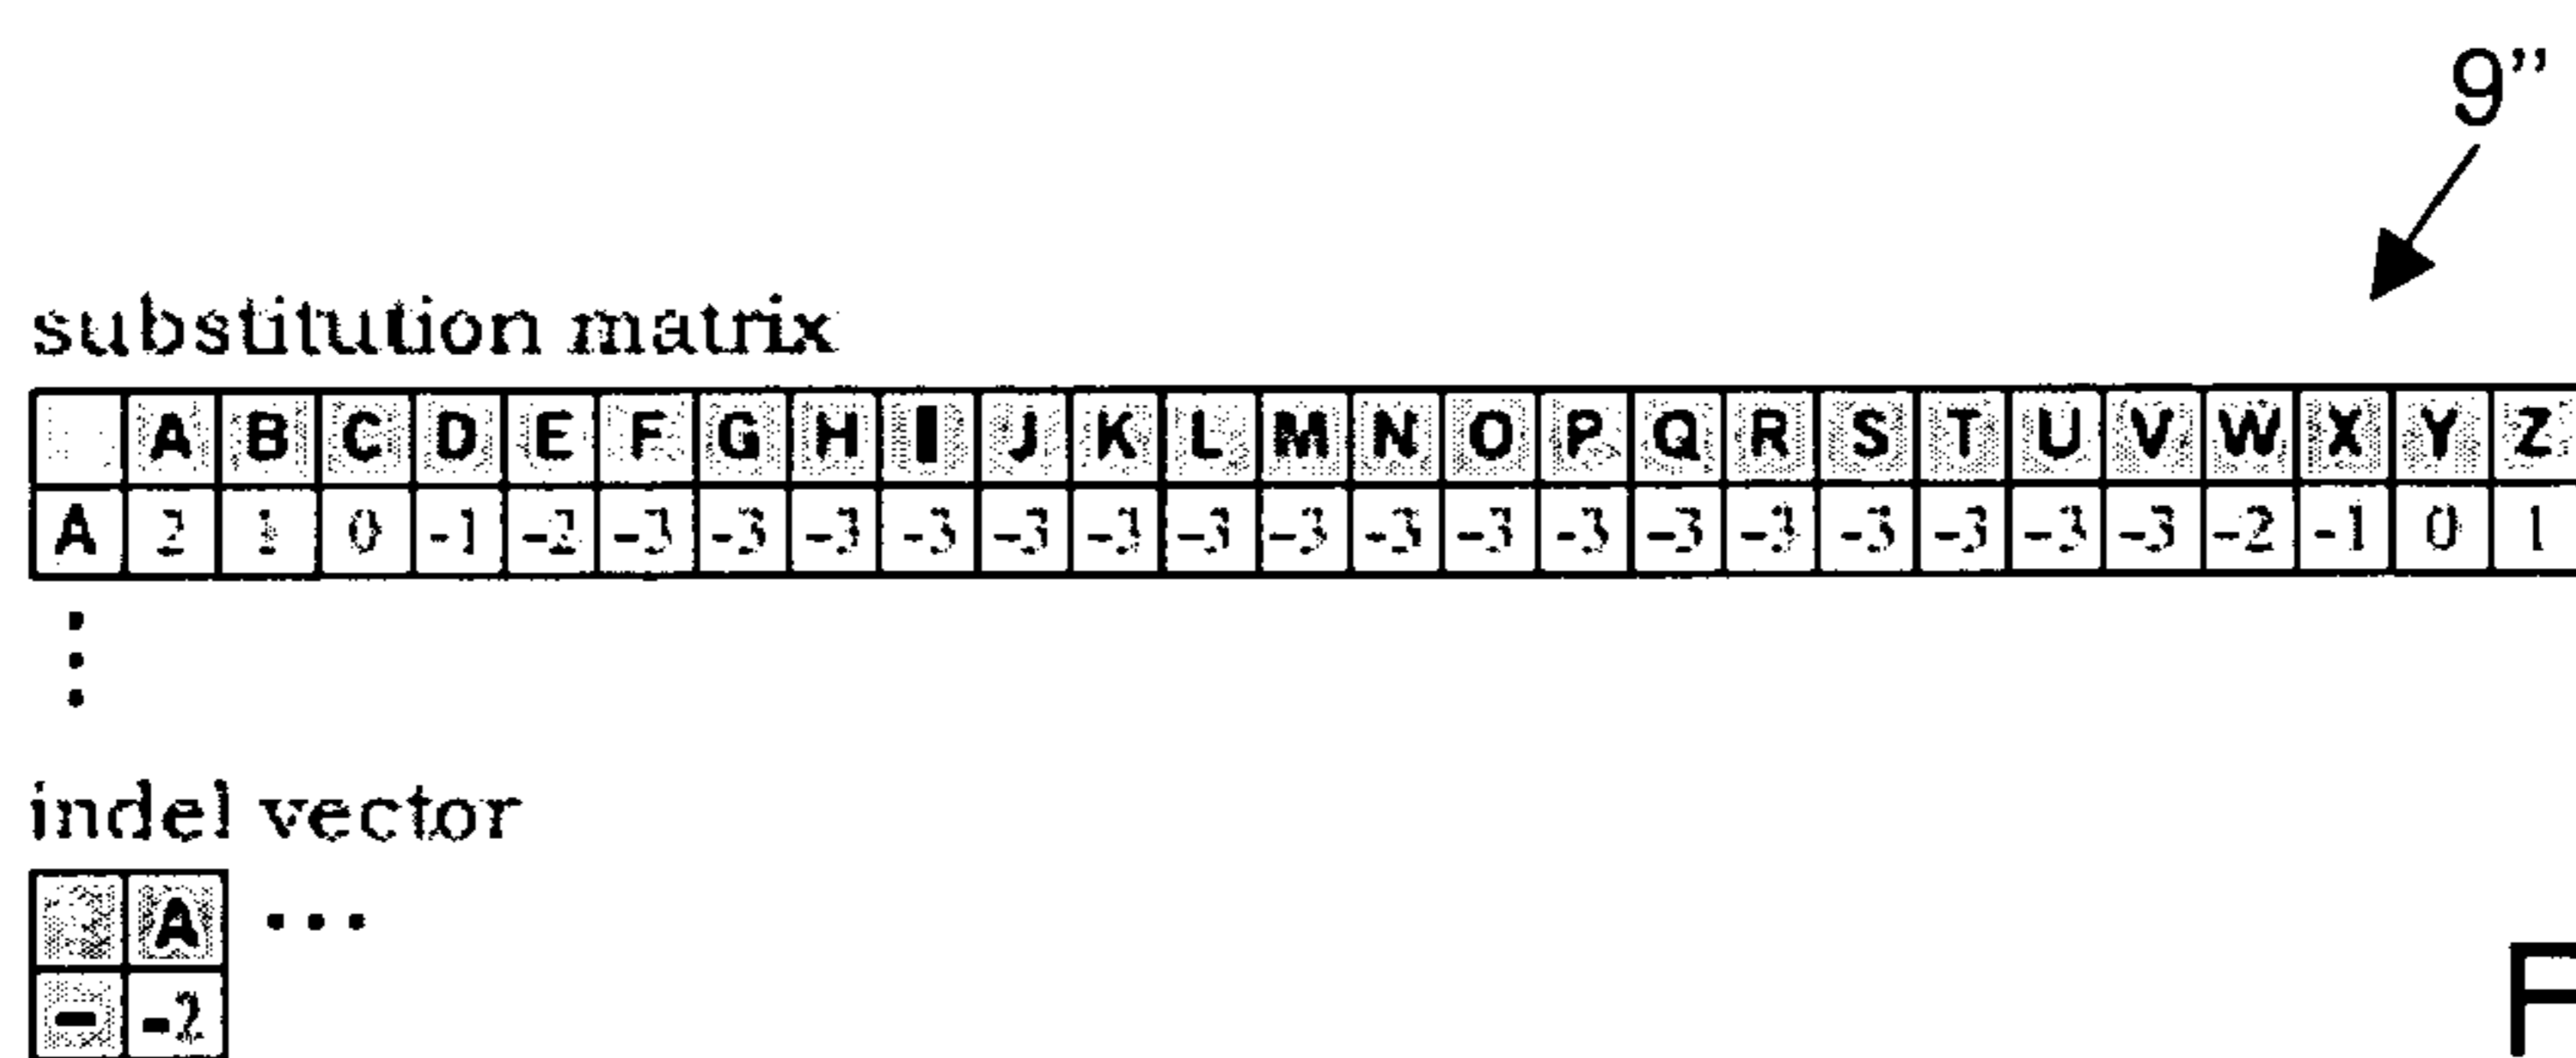 9”
substitution matrix
A B C D E F G H I J K L M N O P Q R S T U V W X Y Z
A 2 1 0 -1 -2 -3 -3 -3 -3 -3 -3 -3 -3 -3 -3 -3 -3 -3 -3 -3 -3 -3 -2 -1 0 1
⋮
indel vector
A ...
- -2
F